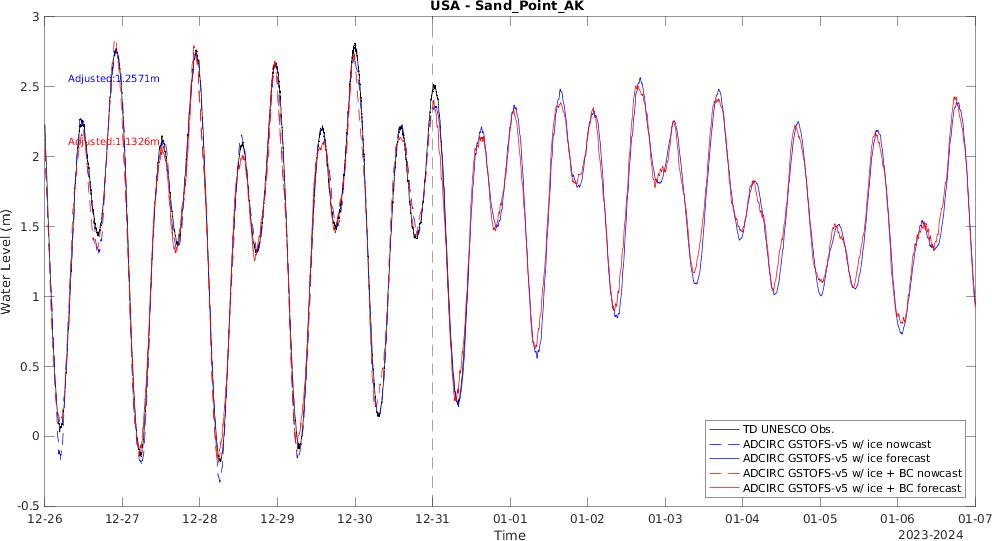 USA - Sand_Point_AK
3
2.5
2
1.5
1
0.5
0
-0.5
Water Level (m)
Adjusted:1.2571m
Adjusted:1.1326m
TD UNESCO Obs.
ADCIRC GSTOFS-v5 w/ ice nowcast
ADCIRC GSTOFS-v5 w/ ice forecast
ADCIRC GSTOFS-v5 w/ ice + BC nowcast
ADCIRC GSTOFS-v5 w/ ice + BC forecast
12-26 12-27 12-28 12-29 12-30 12-31 01-01 01-02 01-03 01-04 01-05 01-06 01-07
Time
2023-2024